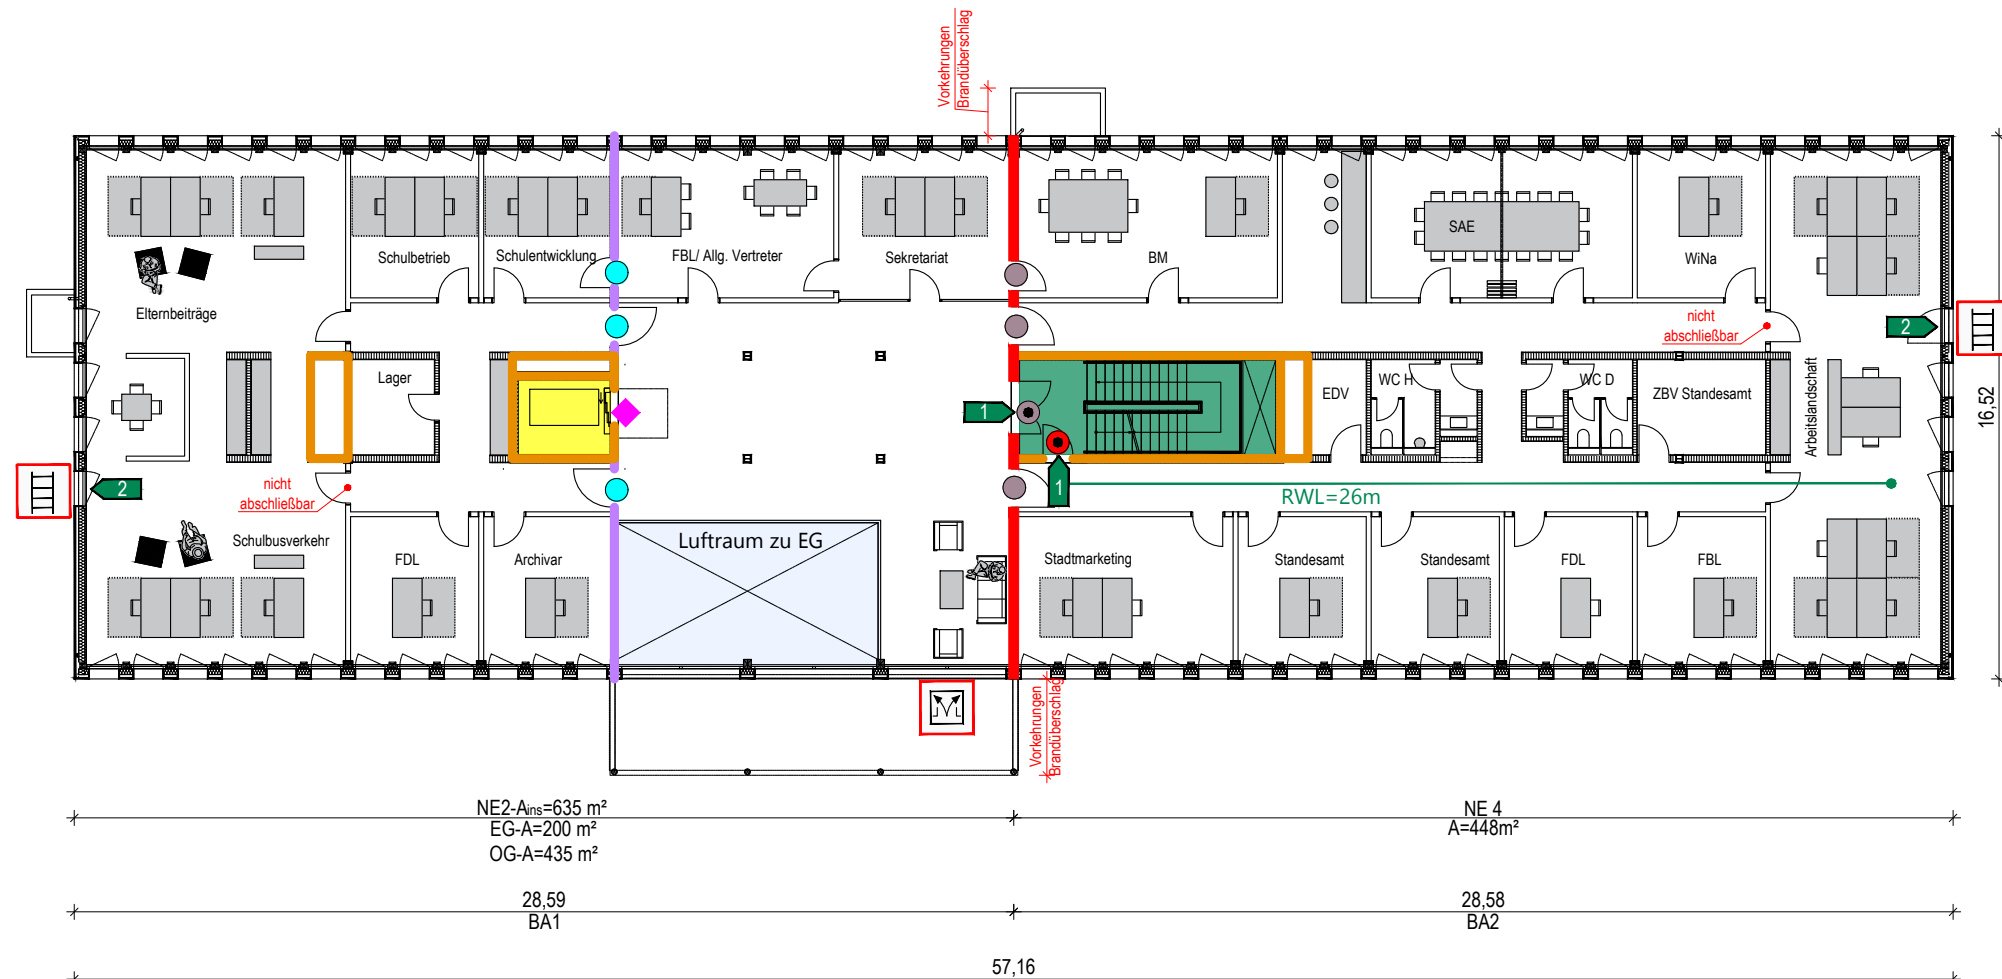 Vorkehrungen
Brandüberschlag
Schulbetrieb
Schulentwicklung
FBL/ Allg. Vertreter
Sekretariat
BM
SAE
WiNa
Elternbeiträge
nicht
abschließbar
2
Lager
EDV
WC H
WC D
ZBV Standesamt
Arbeitslandschaft
16,52
1
2
nicht
abschließbar
1
RWL=26m
Schulbusverkehr
FDL
Archivar
Luftraum zu EG
Stadtmarketing
Standesamt
Standesamt
FDL
FBL
Vorkehrungen
Brandüberschlag
NE2-Ains=635 m²
EG-A=200 m²
OG-A=435 m²
NE 4
A=448m²
28,59
BA1
28,58
BA2
57,16